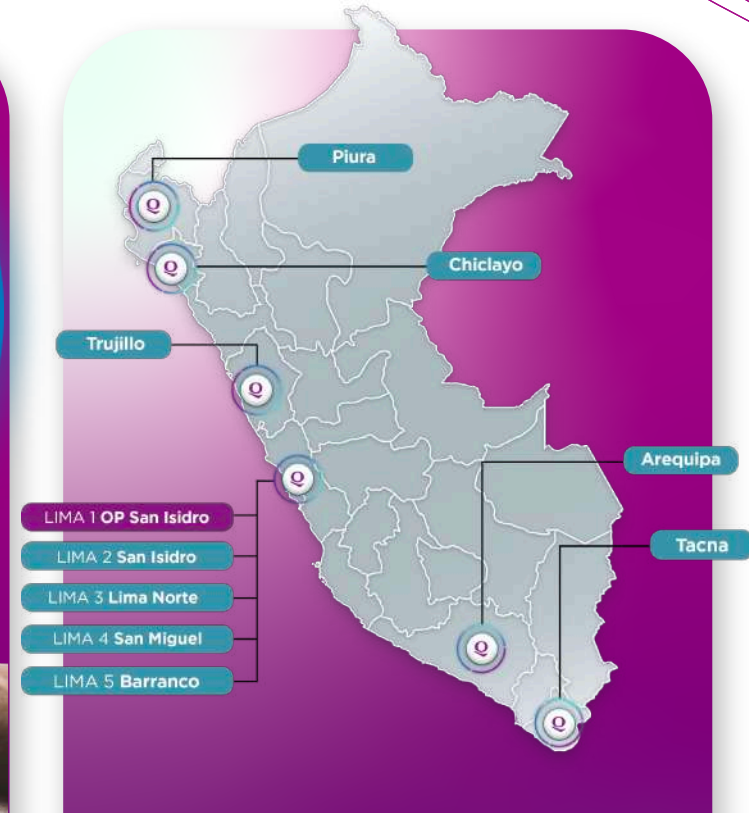 Piura
Q
Chiclayo
Q
Trujillo
Q
Q
Arequipa
LIMA 1 OP San Isidro
Tacna
LIMA 2 San Isidro
LIMA 3 Lima Norte
LIMA 4 San Miguel
Q
LIMA 5 Barranco
Q